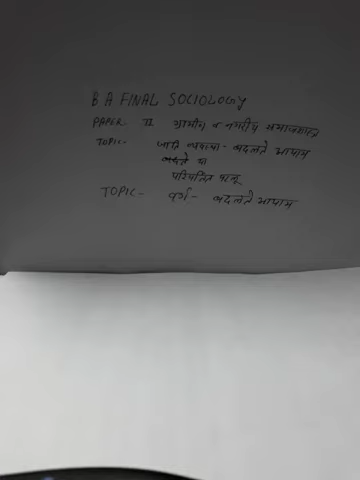 B A FINAL SOCIOLOGY
PAPER II ग्रामीण व नगरीय समाजशास्त्र
TOPIC- जाति व्यवस्था - बदलते आयाम
बदलते या
परिवर्तित पहलू
TOPIC- वर्ग - बदलते आयाम